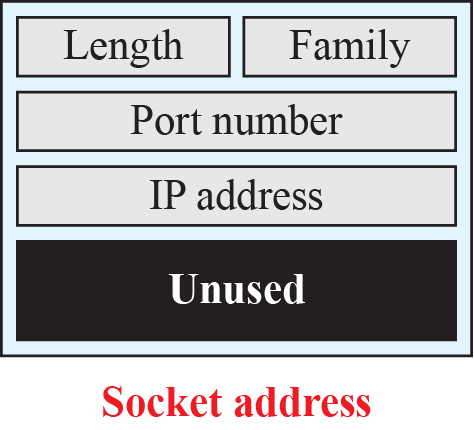 Length Family
Port number
IP address
Unused
Socket address